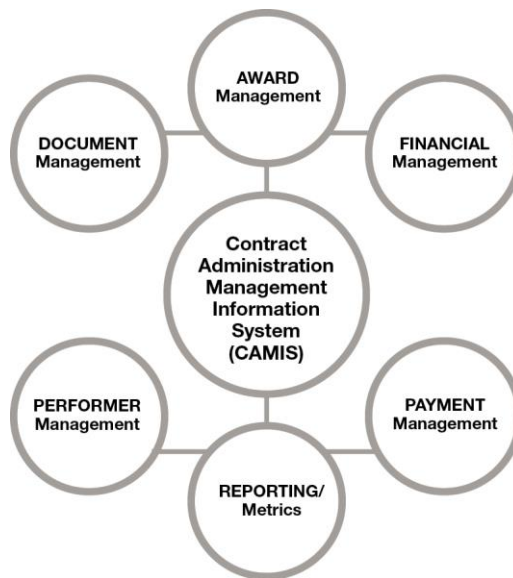 AWARD
Management
DOCUMENT
Management
FINANCIAL
Management
Contract
Administration
Management
Information
System
(CAMIS)
PERFORMER
Management
PAYMENT
Management
REPORTING/
Metrics